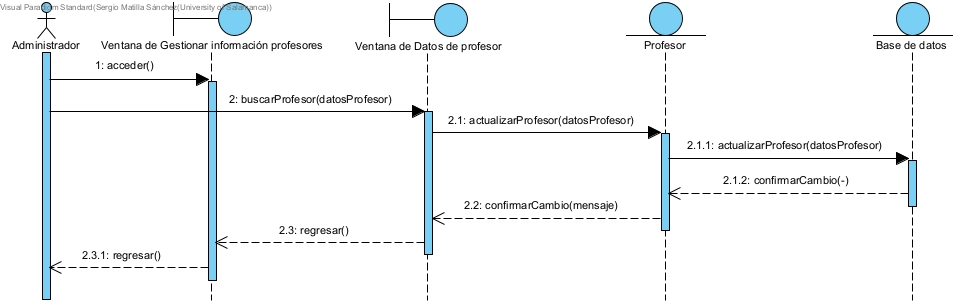 Visual Paradigm Standard(Sergio Matilla Sánchez(University of Salamanca))
Administrador
Ventana de Gestionar información profesores
Ventana de Datos de profesor
Profesor
Base de datos
1: acceder()
2: buscarProfesor(datosProfesor)
2.1: actualizarProfesor(datosProfesor)
2.1.1: actualizarProfesor(datosProfesor)
2.1.2: confirmarCambio(-)
2.2: confirmarCambio(mensaje)
2.3: regresar()
2.3.1: regresar()